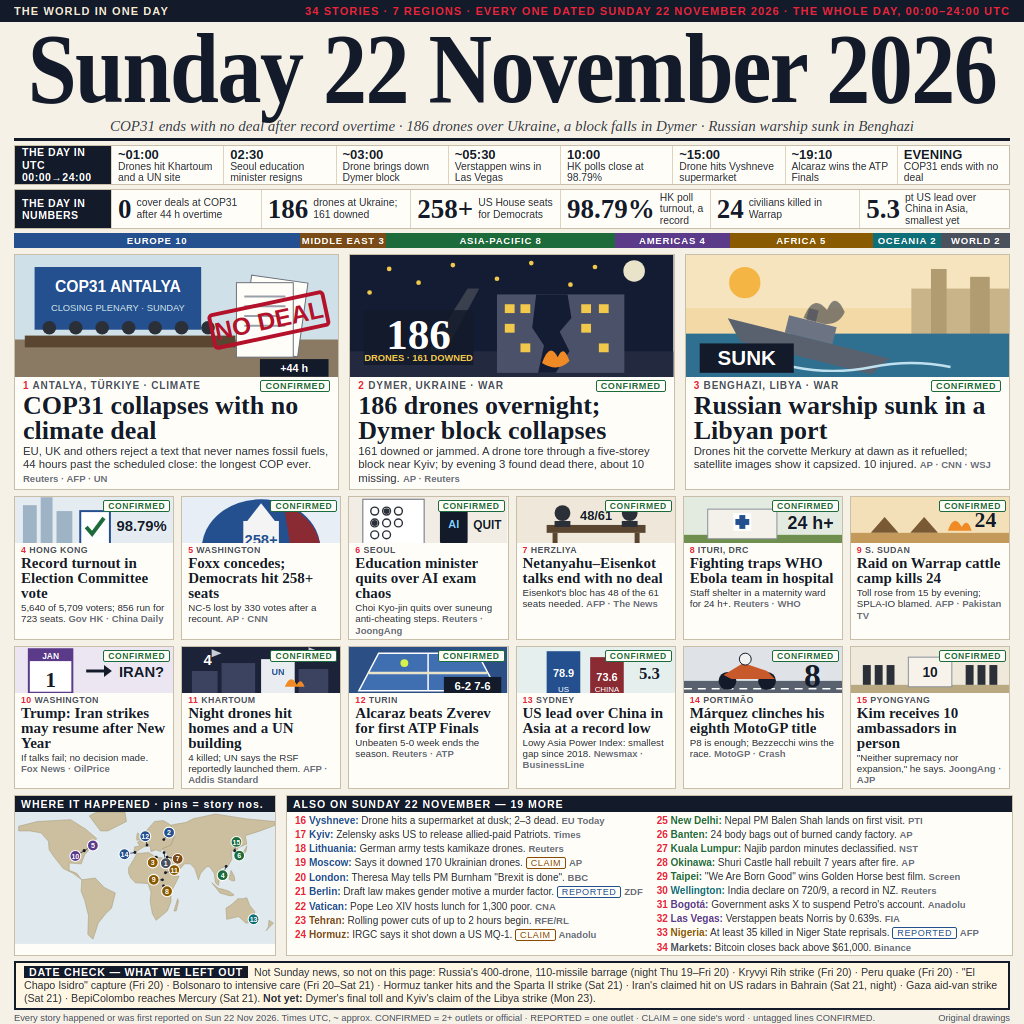 THE WORLD IN ONE DAY
34 STORIES · 7 REGIONS · EVERY ONE DATED SUNDAY 22 NOVEMBER 2026 · THE WHOLE DAY, 00:00–24:00 UTC
Sunday 22 November 2026
COP31 ends with no deal after record overtime · 186 drones over Ukraine, a block falls in Dymer · Russian warship sunk in Benghazi
THE DAY IN
UTC
00:00→24:00
~01:00
Drones hit Khartoum
and a UN site
02:30
Seoul education
minister resigns
~03:00
Drone brings down
Dymer block
~05:30
Verstappen wins in
Las Vegas
10:00
HK polls close at
98.79%
~15:00
Drone hits Vyshneve
supermarket
~19:10
Alcaraz wins the ATP
Finals
EVENING
COP31 ends with no
deal
THE DAY IN
NUMBERS
0 cover deals at COP31
after 44 h overtime
186 drones at Ukraine;
161 downed
258+ US House seats
for Democrats
98.79% HK poll
turnout, a
record
24 civilians killed in
Warrap
5.3 pt US lead over
China in Asia,
smallest yet
EUROPE 10
MIDDLE EAST 3
ASIA-PACIFIC 8
AMERICAS 4
AFRICA 5
OCEANIA 2
WORLD 2
COP31 ANTALYA
CLOSING PLENARY · SUNDAY
NO DEAL
+44 h
1 ANTALYA, TÜRKIYE · CLIMATE
CONFIRMED
COP31 collapses with no
climate deal
EU, UK and others reject a text that never names fossil fuels,
44 hours past the scheduled close: the longest COP ever.
Reuters · AFP · UN
186
DRONES · 161 DOWNED
2 DYMER, UKRAINE · WAR
CONFIRMED
186 drones overnight;
Dymer block collapses
161 downed or jammed. A drone tore through a five-storey
block near Kyiv; by evening 3 found dead there, about 10
missing. AP · Reuters
SUNK
3 BENGHAZI, LIBYA · WAR
CONFIRMED
Russian warship sunk in a
Libyan port
Drones hit the corvette Merkury at dawn as it refuelled;
satellite images show it capsized. 10 injured. AP · CNN · WSJ
CONFIRMED
98.79%
4 HONG KONG
Record turnout in
Election Committee
vote
5,640 of 5,709 voters; 856 run for
723 seats. Gov HK · China Daily
CONFIRMED
258+
5 WASHINGTON
Foxx concedes;
Democrats hit 258+
seats
NC-5 lost by 330 votes after a
recount. AP · CNN
CONFIRMED
AI
QUIT
6 SEOUL
Education minister
quits over AI exam
chaos
Choi Kyo-jin quits over suneung
anti-cheating steps. Reuters ·
JoongAng
CONFIRMED
48/61
7 HERZLIYA
Netanyahu–Eisenkot
talks end with no deal
Eisenkot's bloc has 48 of the 61
seats needed. AFP · The News
CONFIRMED
24 h+
8 ITURI, DRC
Fighting traps WHO
Ebola team in hospital
Staff shelter in a maternity ward
for 24 h+. Reuters · WHO
CONFIRMED
24
9 S. SUDAN
Raid on Warrap cattle
camp kills 24
Toll rose from 15 by evening;
SPLA-IO blamed. AFP · Pakistan
TV
JAN
1
CONFIRMED
IRAN?
10 WASHINGTON
Trump: Iran strikes
may resume after New
Year
If talks fail; no decision made.
Fox News · OilPrice
4
CONFIRMED
UN
11 KHARTOUM
Night drones hit
homes and a UN
building
4 killed; UN says the RSF
reportedly launched them. AFP ·
Addis Standard
CONFIRMED
6-2 7-6
12 TURIN
Alcaraz beats Zverev
for first ATP Finals
Unbeaten 5-0 week ends the
season. Reuters · ATP
CONFIRMED
78.9
US
73.6
CHINA
5.3
13 SYDNEY
US lead over China in
Asia at a record low
Lowy Asia Power Index: smallest
gap since 2018. Newsmax ·
BusinessLine
CONFIRMED
8
14 PORTIMÃO
Márquez clinches his
eighth MotoGP title
P8 is enough; Bezzecchi wins the
race. MotoGP · Crash
CONFIRMED
10
15 PYONGYANG
Kim receives 10
ambassadors in
person
"Neither supremacy nor
expansion," he says. JoongAng ·
AJP
WHERE IT HAPPENED · pins = story nos.
12
2
5
10
14
3
1
7
11
9
8
15
6
4
13
ALSO ON SUNDAY 22 NOVEMBER — 19 MORE
16 Vyshneve: Drone hits a supermarket at dusk; 2–3 dead. EU Today
17 Kyiv: Zelensky asks US to release allied-paid Patriots. Times
18 Lithuania: German army tests kamikaze drones. Reuters
19 Moscow: Says it downed 170 Ukrainian drones. CLAIM AP
20 London: Theresa May tells PM Burnham "Brexit is done". BBC
21 Berlin: Draft law makes gender motive a murder factor. REPORTED ZDF
22 Vatican: Pope Leo XIV hosts lunch for 1,300 poor. CNA
23 Tehran: Rolling power cuts of up to 2 hours begin. RFE/RL
24 Hormuz: IRGC says it shot down a US MQ-1. CLAIM Anadolu
25 New Delhi: Nepal PM Balen Shah lands on first visit. PTI
26 Banten: 24 body bags out of burned candy factory. AP
27 Kuala Lumpur: Najib pardon minutes declassified. NST
28 Okinawa: Shuri Castle hall rebuilt 7 years after fire. AP
29 Taipei: "We Are Born Good" wins Golden Horse best film. Screen
30 Wellington: India declare on 720/9, a record in NZ. Reuters
31 Bogotá: Government asks X to suspend Petro's account. Anadolu
32 Las Vegas: Verstappen beats Norris by 0.639s. FIA
33 Nigeria: At least 35 killed in Niger State reprisals. REPORTED AFP
34 Markets: Bitcoin closes back above $61,000. Binance
DATE CHECK — WHAT WE LEFT OUT Not Sunday news, so not on this page: Russia's 400-drone, 110-missile barrage (night Thu 19–Fri 20) · Kryvyi Rih strike (Fri 20) · Peru quake (Fri 20) · "El
Chapo Isidro" capture (Fri 20) · Bolsonaro to intensive care (Fri 20–Sat 21) · Hormuz tanker hits and the Sparta II strike (Sat 21) · Iran's claimed hit on US radars in Bahrain (Sat 21, night) · Gaza aid-van strike
(Sat 21) · BepiColombo reaches Mercury (Sat 21). Not yet: Dymer's final toll and Kyiv's claim of the Libya strike (Mon 23).
Every story happened or was first reported on Sun 22 Nov 2026. Times UTC, ~ approx. CONFIRMED = 2+ outlets or official · REPORTED = one outlet · CLAIM = one side's word · untagged lines CONFIRMED.
Original drawings